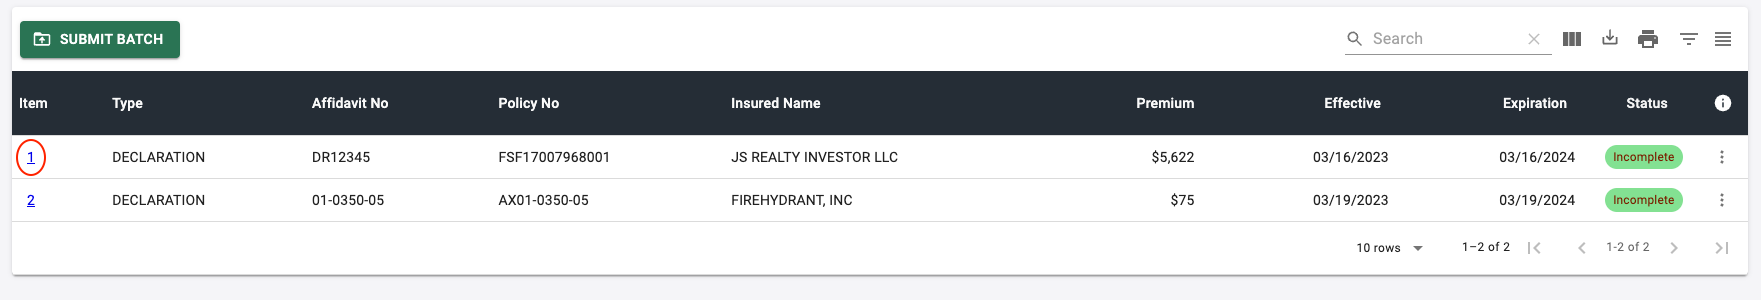 SUBMIT BATCH
Search
Item Type Affidavit No Policy No Insured Name Premium Effective Expiration Status
1 DECLARATION DR12345 FSF17007968001 JS REALTY INVESTOR LLC $5,622 03/16/2023 03/16/2024 Incomplete
2 DECLARATION 01-0350-05 AX01-0350-05 FIREHYDRANT, INC $75 03/19/2023 03/19/2024 Incomplete
10 rows 1–2 of 2 1-2 of 2